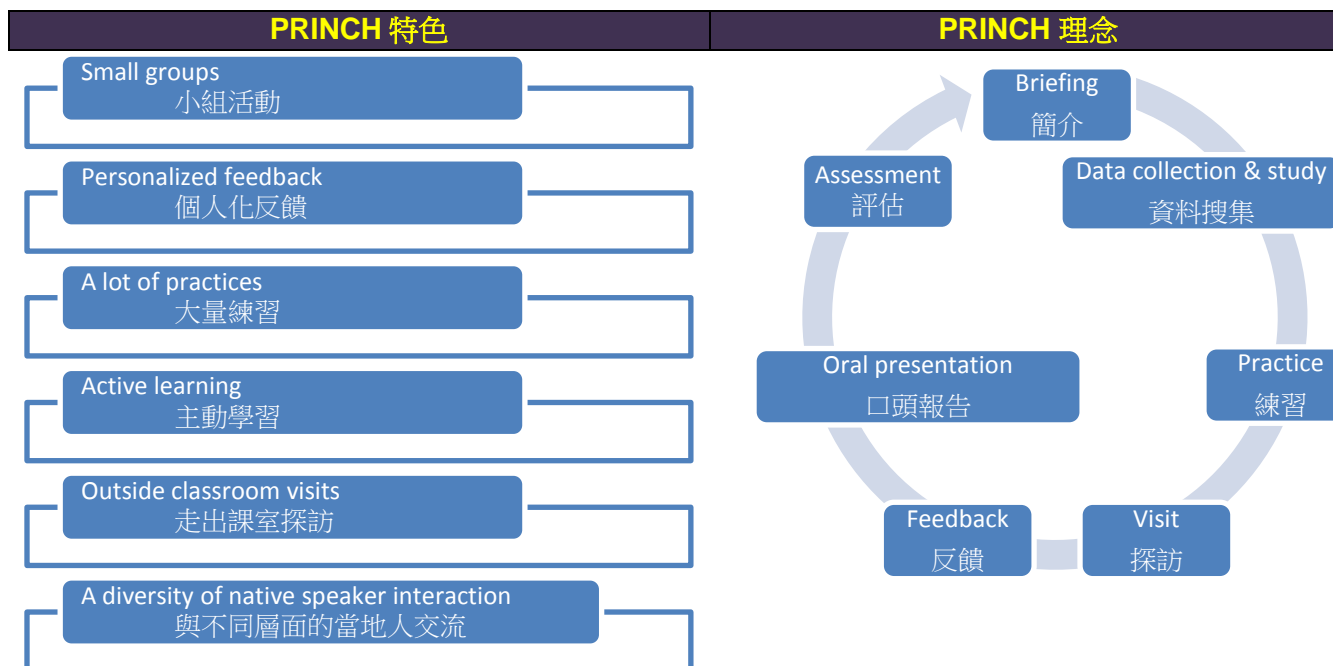 PRINCH 特色
Small groups
小組活動
Personalized feedback
個人化反饋
A lot of practices
大量練習
Active learning
主動學習
Outside classroom visits
走出課室探訪
A diversity of native speaker interaction
與不同層面的當地人交流
PRINCH 理念
Briefing
簡介
Data collection & study
資料搜集
Practice
練習
Visit
探訪
Feedback
反饋
Oral presentation
口頭報告
Assessment
評估